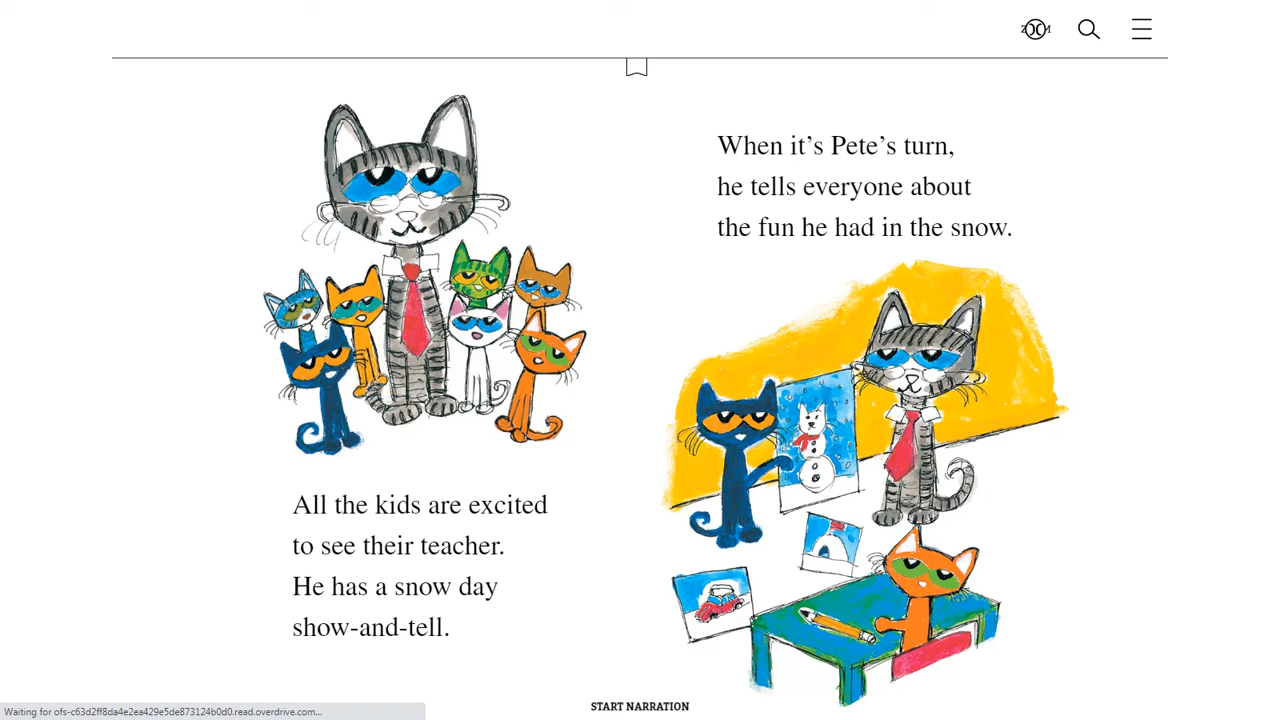 ZOOM
All the kids are excited
to see their teacher.
He has a snow day
show-and-tell.
When it’s Pete’s turn,
he tells everyone about
the fun he had in the snow.
START NARRATION
Waiting for ofs-c63d2ff8da4e2ea429e5de873124b0d0.read.overdrive.com...